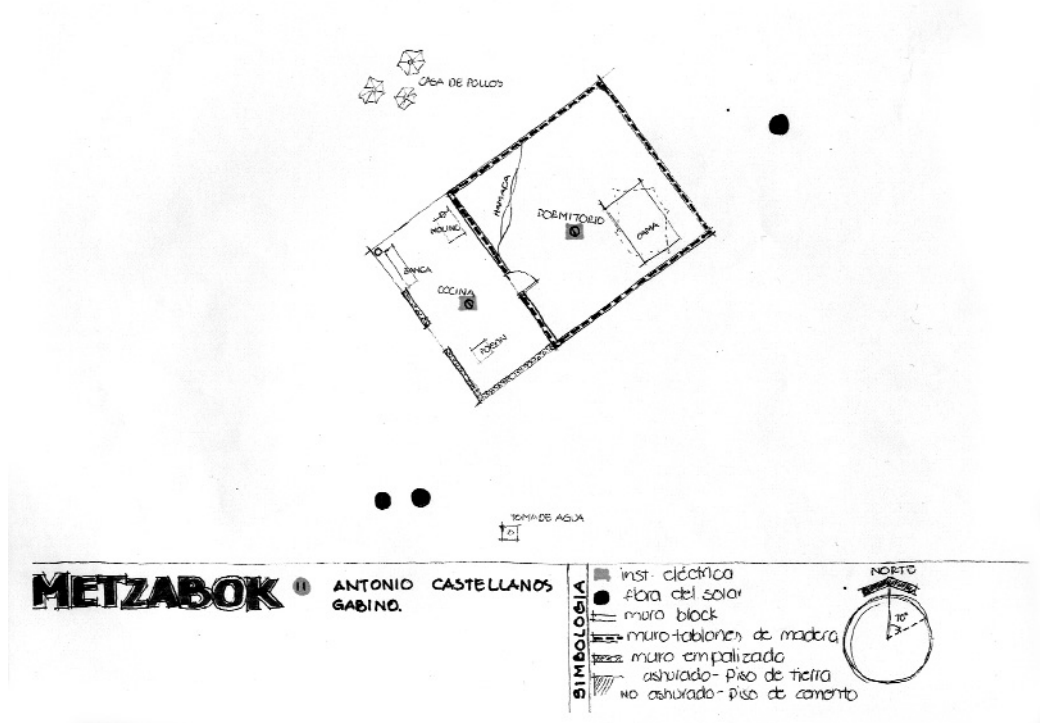 CASA DE POLLOS
HAMACA
DORMITORIO
CAMA
MOLINO
BANCA
COCINA
FOGON
TOMA DE AGUA
METZABOK
11
ANTONIO CASTELLANOS
GABINO.
SIMBOLOGIA
inst. eléctrica
flora del solar
muro block
muro tablones de madera
muro empalizado
ashurado - piso de tierra
NO ashurado - piso de cemento
NORTE
70°